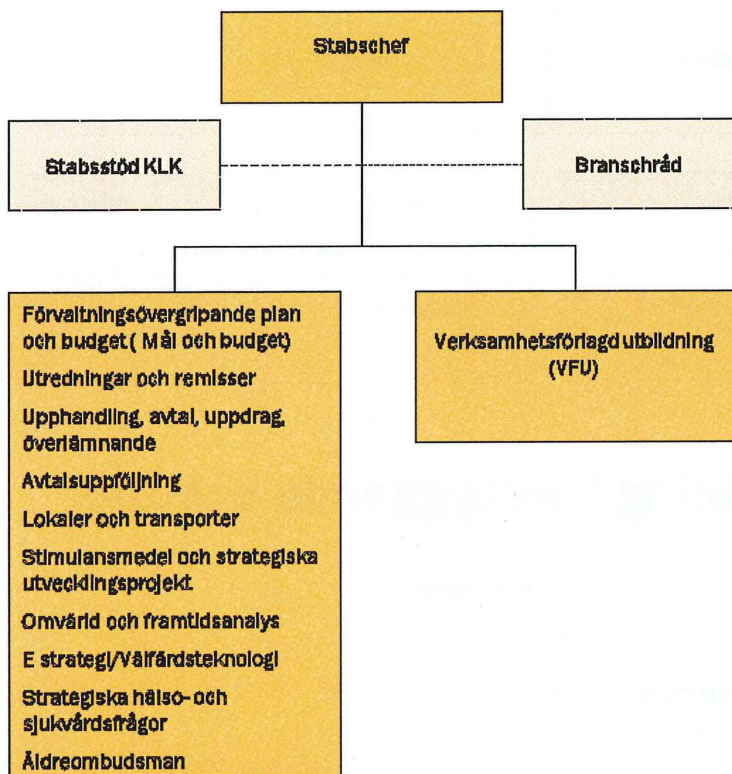 Stabschef
Stabsstöd KLK
Branschråd
Förvaltningsövergripande plan
och budget ( Mål och budget)
Utredningar och remisser
Upphandling, avtal, uppdrag,
överlämnande
Avtalsuppföljning
Lokaler och transporter
Stimulansmedel och strategiska
utvecklingsprojekt
Omvärld och framtidsanalys
E strategi/Välfärdsteknologi
Strategiska hälso- och
sjukvårdsfrågor
Äldreombudsman
Verksamhetsförlagd utbildning
(VFU)